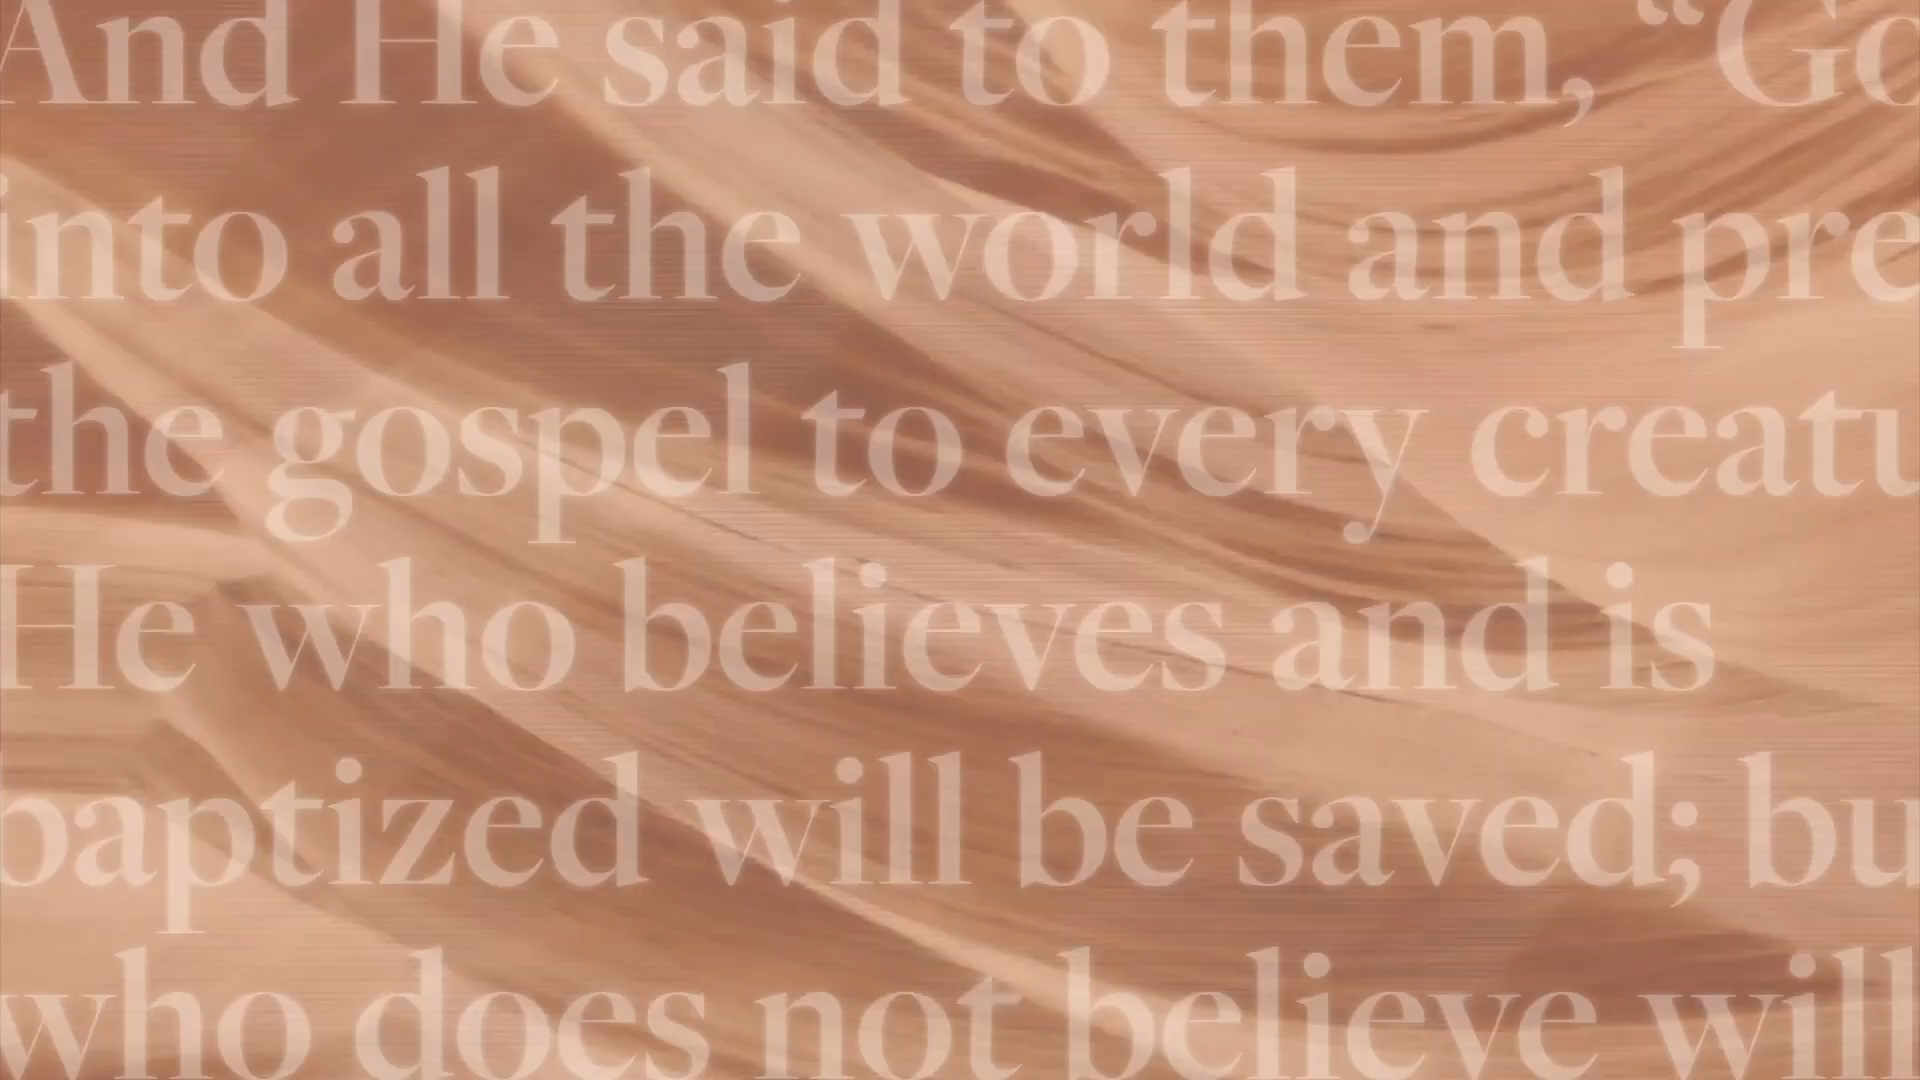 And He said to them, “Go
into all the world and pre
the gospel to every creatu
He who believes and is
baptized will be saved; bu
who does not believe will